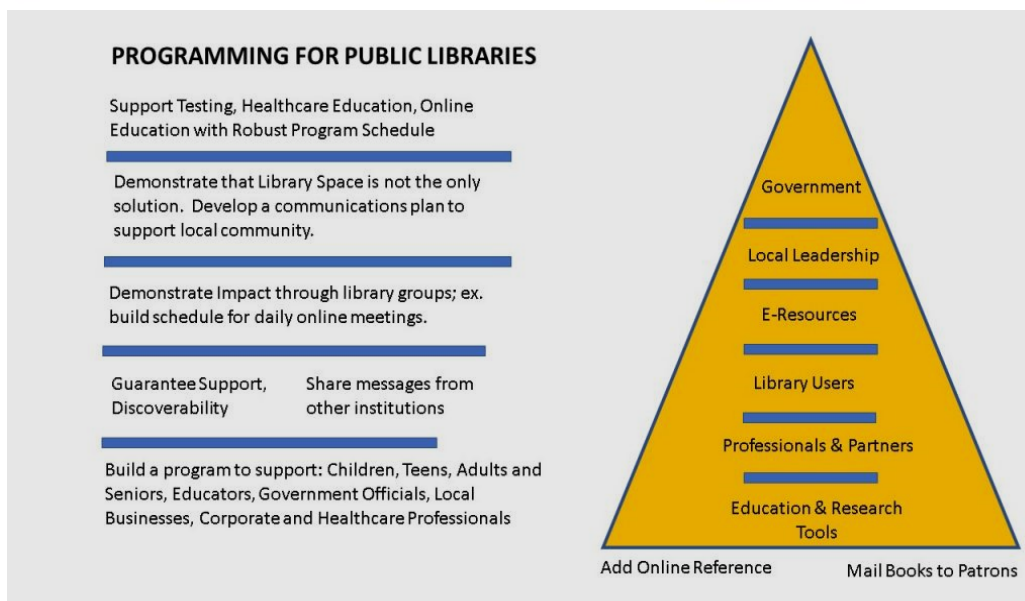 PROGRAMMING FOR PUBLIC LIBRARIES
Support Testing, Healthcare Education, Online
Education with Robust Program Schedule
Demonstrate that Library Space is not the only
solution. Develop a communications plan to
support local community.
Demonstrate Impact through library groups; ex.
build schedule for daily online meetings.
Guarantee Support,
Discoverability
Share messages from
other institutions
Build a program to support: Children, Teens, Adults and
Seniors, Educators, Government Officials, Local
Businesses, Corporate and Healthcare Professionals
Government
Local Leadership
E-Resources
Library Users
Professionals & Partners
Education & Research
Tools
Add Online Reference
Mail Books to Patrons